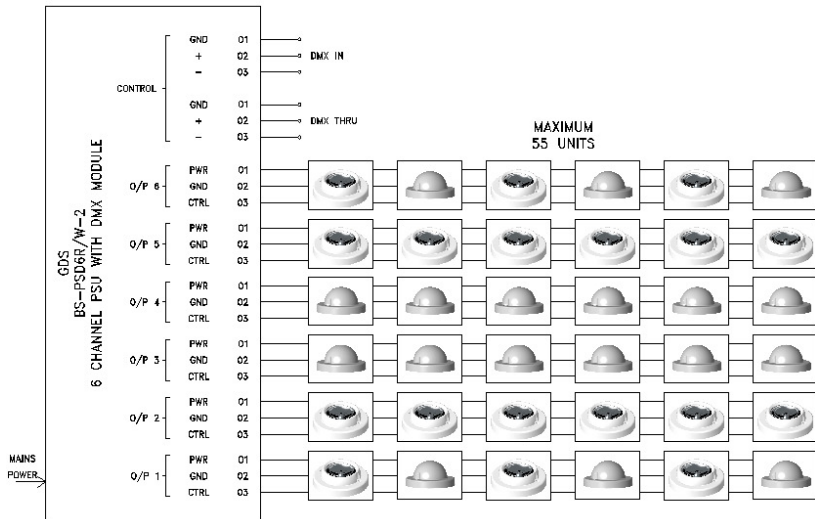 GND 01
+ 02 DMX IN
- 03
CONTROL
GND 01
+ 02 DMX THRU
- 03
MAXIMUM
55 UNITS
GDS
BS-PSD6R/W-2
6 CHANNEL PSU WITH DMX MODULE
PWR 01
O/P 6 GND 02
CTRL 03
PWR 01
O/P 5 GND 02
CTRL 03
PWR 01
O/P 4 GND 02
CTRL 03
PWR 01
O/P 3 GND 02
CTRL 03
PWR 01
O/P 2 GND 02
CTRL 03
MAINS
POWER
PWR 01
O/P 1 GND 02
CTRL 03